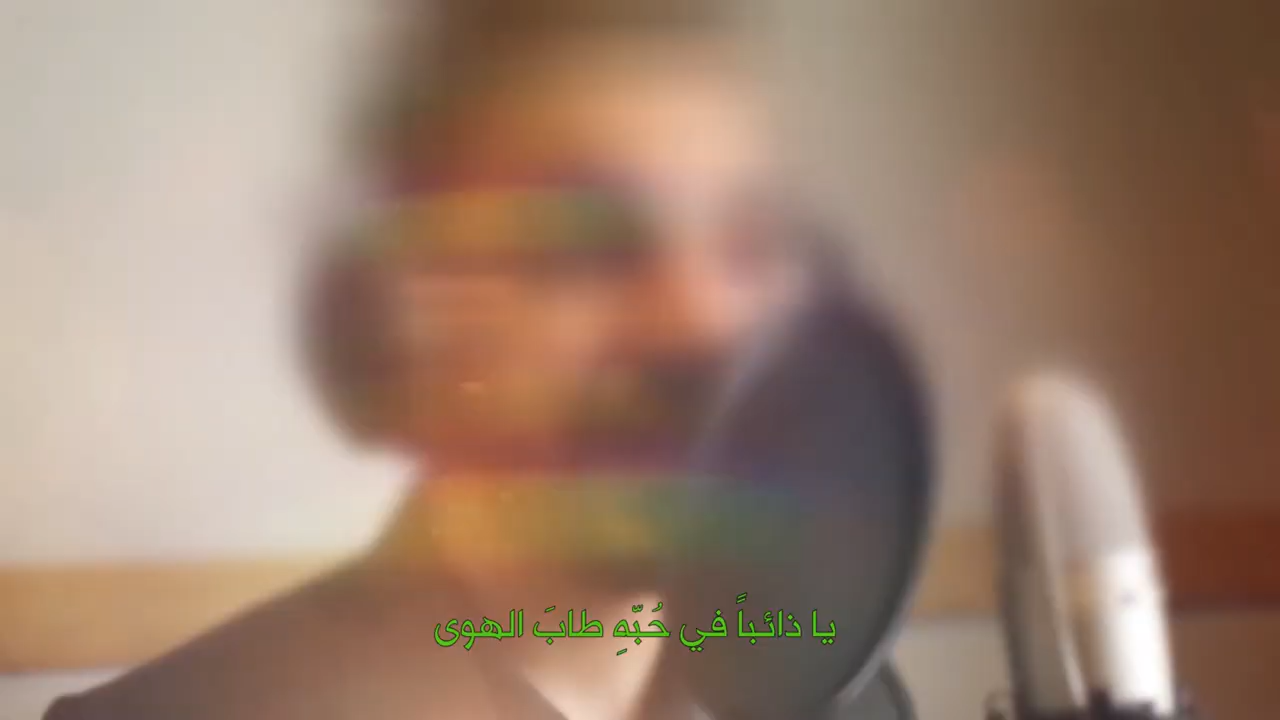 يا ذائباً في حُبّهِ طابَ الهوى